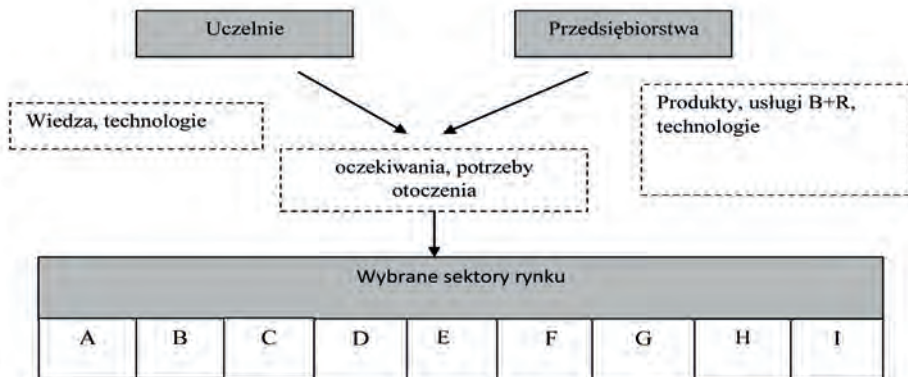 Uczelnie
Przedsiębiorstwa
Wiedza, technologie
Produkty, usługi B+R,
technologie
oczekiwania, potrzeby
otoczenia
Wybrane sektory rynku
A B C D E F G H I